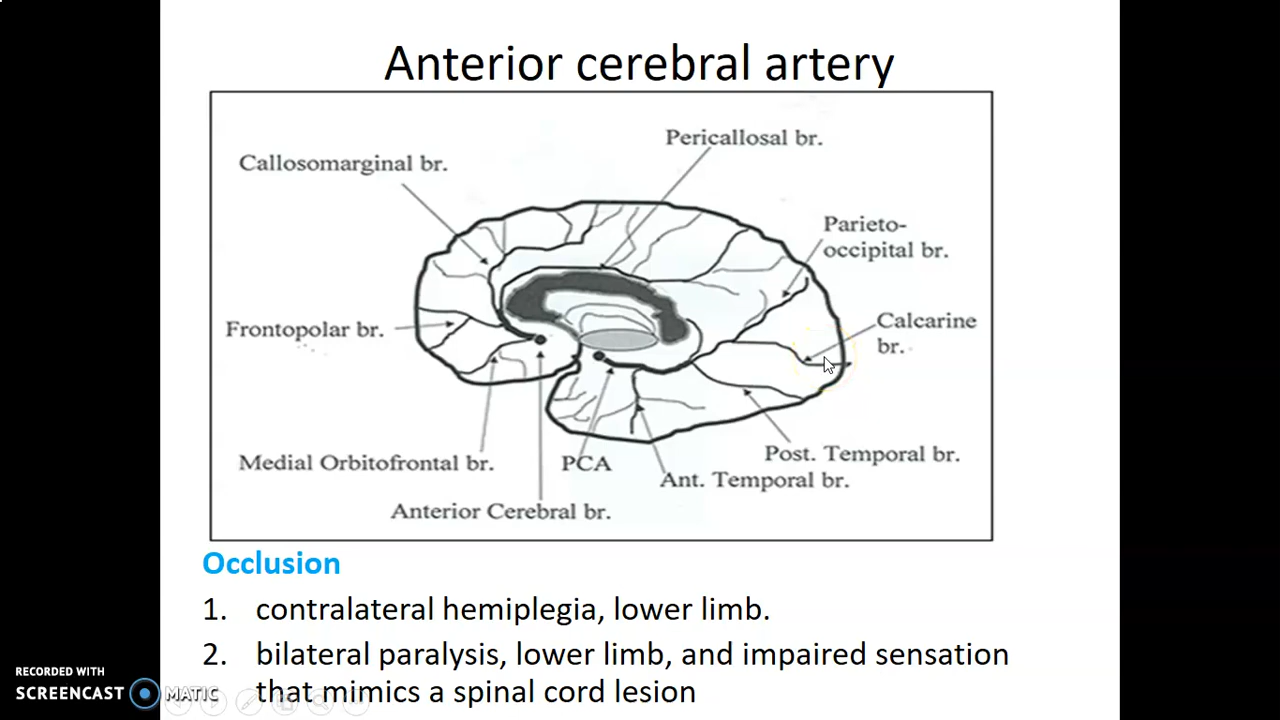 Anterior cerebral artery
Pericallosal br.
Callosomarginal br.
Parieto-
occipital br.
Calcarine
br.
Frontopolar br.
Medial Orbitofrontal br.
PCA
Post. Temporal br.
Ant. Temporal br.
Anterior Cerebral br.
Occlusion
1. contralateral hemiplegia, lower limb.
2. bilateral paralysis, lower limb, and impaired sensation
that mimics a spinal cord lesion
RECORDED WITH
SCREENCAST MATIC